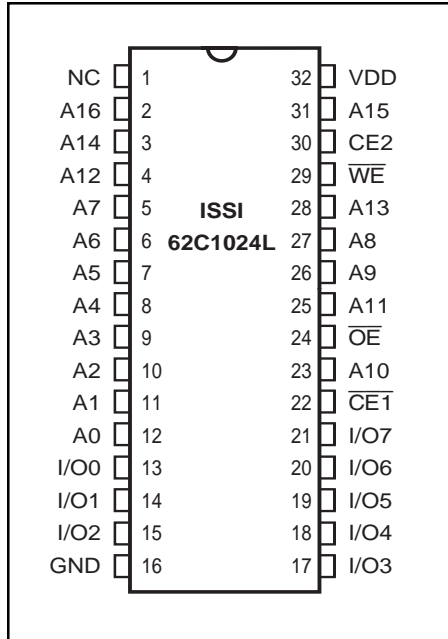 NC 1 32 VDD
A16 2 31 A15
A14 3 30 CE2
A12 4 29 W̅E̅
A7 5 ISSI 28 A13
A6 6 62C1024L 27 A8
A5 7 26 A9
A4 8 25 A11
A3 9 24 O̅E̅
A2 10 23 A10
A1 11 22 C̅E̅1̅
A0 12 21 I/O7
I/O0 13 20 I/O6
I/O1 14 19 I/O5
I/O2 15 18 I/O4
GND 16 17 I/O3